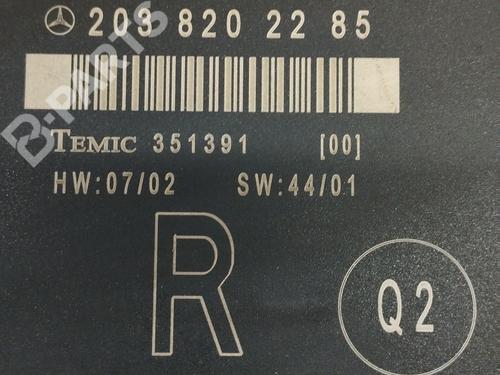 203 820 22 85
TEMIC 351391 [00]
HW:07/02 SW:44/01
R
Q2
B-PARTS